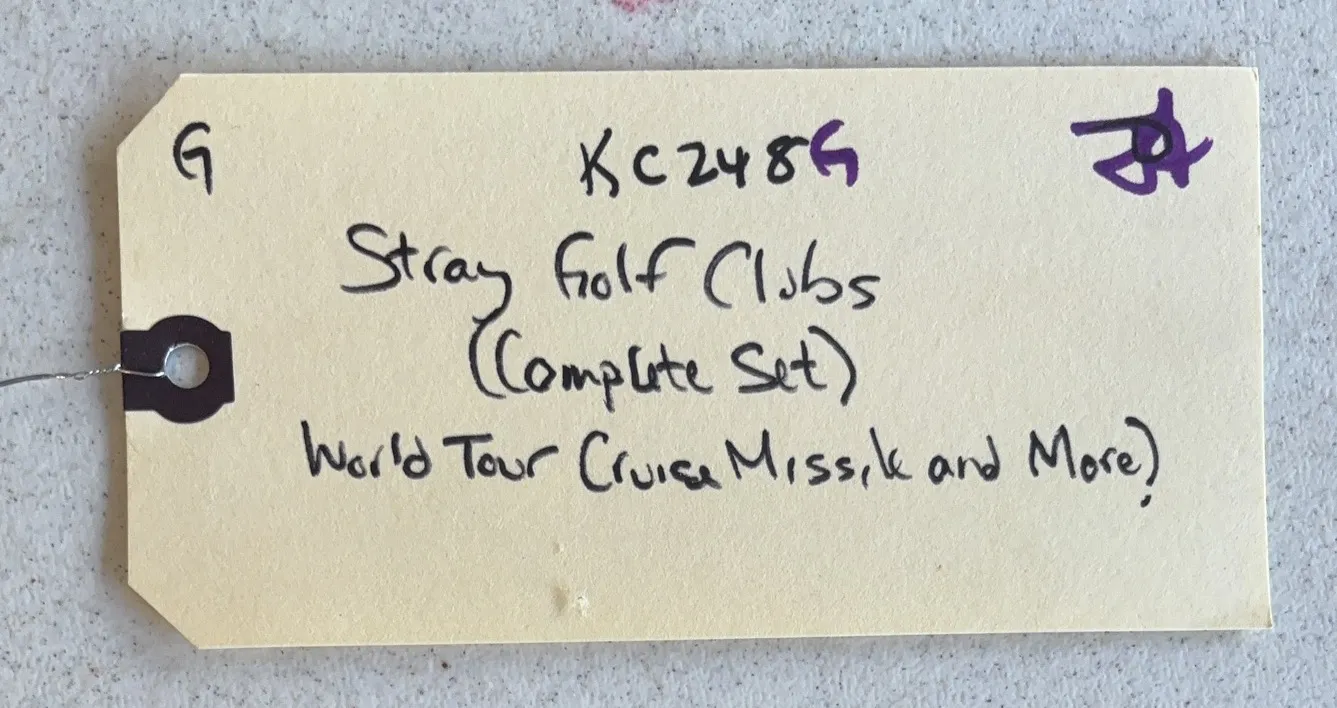 G KC248G
Stray Golf Clubs
(Complete Set)
World Tour Cruise Missile and More?